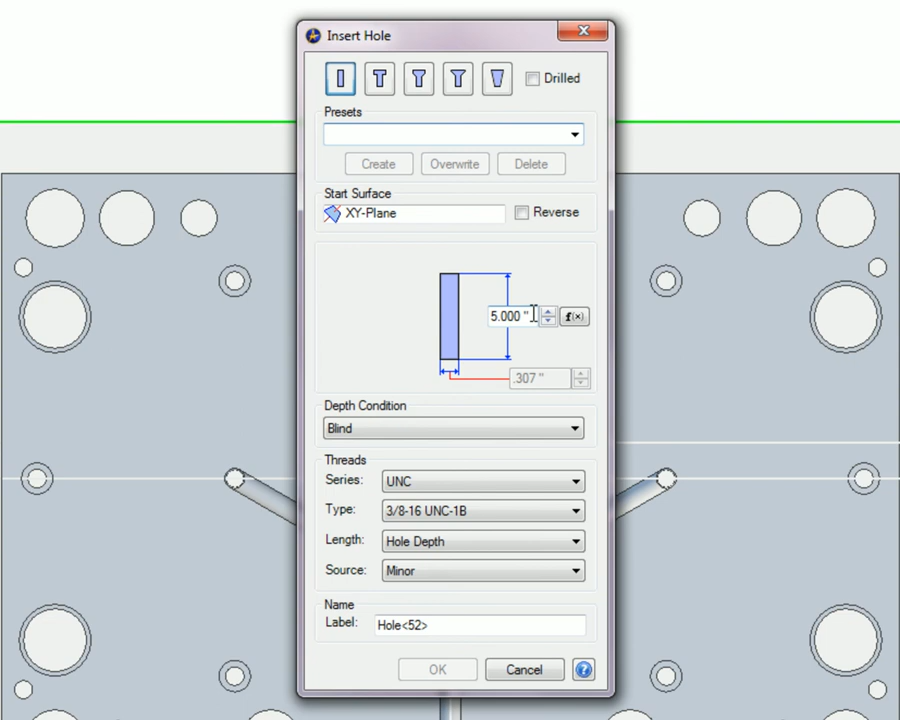 Insert Hole
Drilled
Presets
Create Overwrite Delete
Start Surface
XY-Plane Reverse
5.000 " f(x)
.307 "
Depth Condition
Blind
Threads
Series: UNC
Type: 3/8-16 UNC-1B
Length: Hole Depth
Source: Minor
Name
Label: Hole<52>
OK Cancel ?